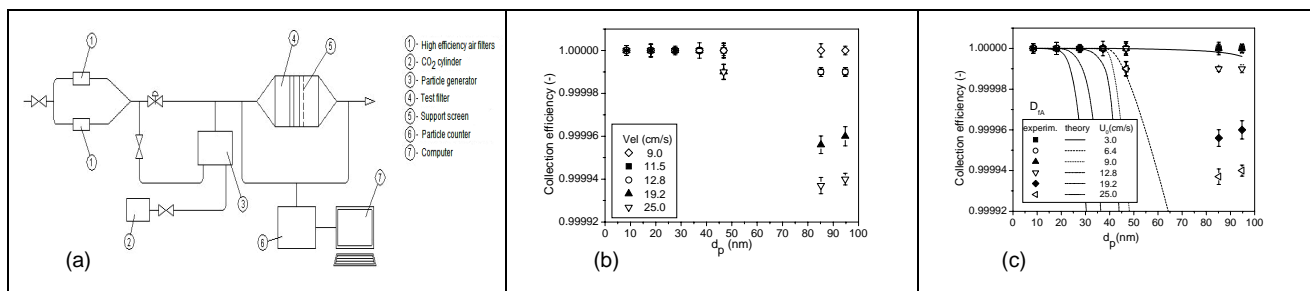 1
1
2
3
4
5
6
7
1 - High efficiency air filters
2 - CO2 cylinder
3 - Particle generator
4 - Test filter
5 - Support screen
6 - Particle counter
7 - Computer
(a)
Collection efficiency (-)
1.00000
0.99998
0.99996
0.99994
0.99992
Vel (cm/s)
9.0
11.5
12.8
19.2
25.0
0 10 20 30 40 50 60 70 80 90 100
dp (nm)
(b)
Collection efficiency (-)
1.00000
0.99998
0.99996
0.99994
0.99992
DfA
experim. theory U0(cm/s)
3.0
6.4
9.0
12.8
19.2
25.0
0 10 20 30 40 50 60 70 80 90 100
dp (nm)
(c)